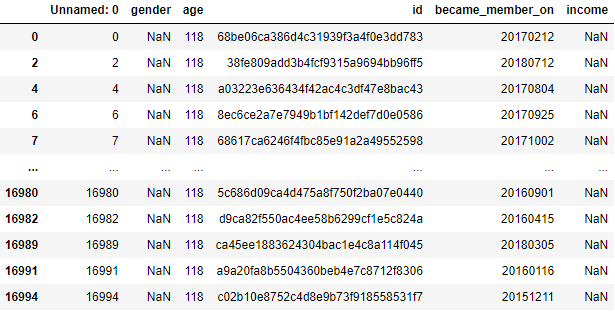 Unnamed: 0 gender age id became_member_on income
0 0 NaN 118 68be06ca386d4c31939f3a4f0e3dd783 20170212 NaN
2 2 NaN 118 38fe809add3b4fcf9315a9694bb96ff5 20180712 NaN
4 4 NaN 118 a03223e636434f42ac4c3df47e8bac43 20170804 NaN
6 6 NaN 118 8ec6ce2a7e7949b1bf142def7d0e0586 20170925 NaN
7 7 NaN 118 68617ca6246f4fbc85e91a2a49552598 20171002 NaN
... ... ... ... ... ... ...
16980 16980 NaN 118 5c686d09ca4d475a8f750f2ba07e0440 20160901 NaN
16982 16982 NaN 118 d9ca82f550ac4ee58b6299cf1e5c824a 20160415 NaN
16989 16989 NaN 118 ca45ee1883624304bac1e4c8a114f045 20180305 NaN
16991 16991 NaN 118 a9a20fa8b5504360beb4e7c8712f8306 20160116 NaN
16994 16994 NaN 118 c02b10e8752c4d8e9b73f918558531f7 20151211 NaN